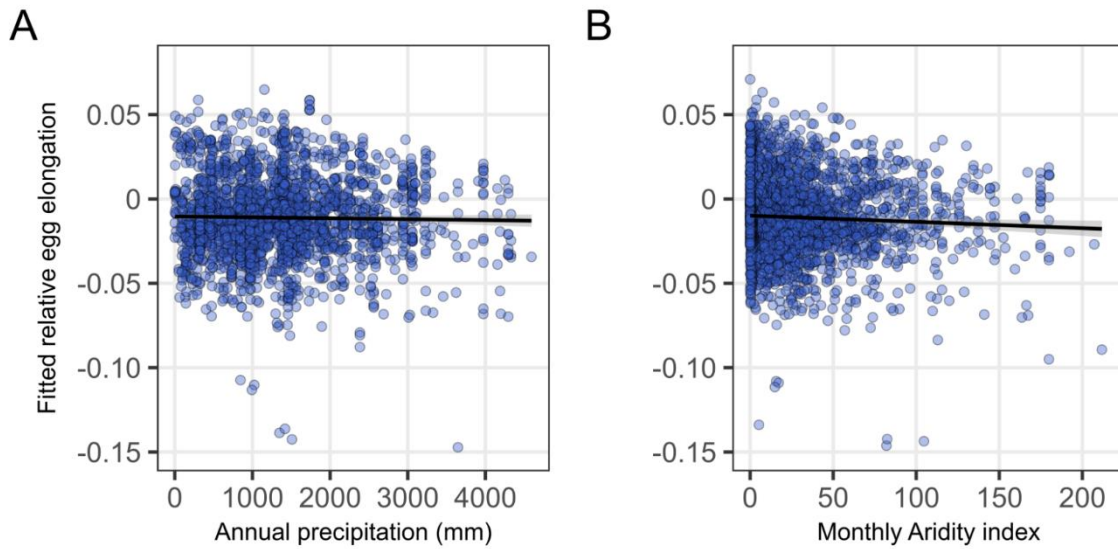 A
B
Fitted relative egg elongation
0.05
0
-0.05
-0.10
-0.15
0 1000 2000 3000 4000
Annual precipitation (mm)
0.05
0
-0.05
-0.10
-0.15
0 50 100 150 200
Monthly Aridity index